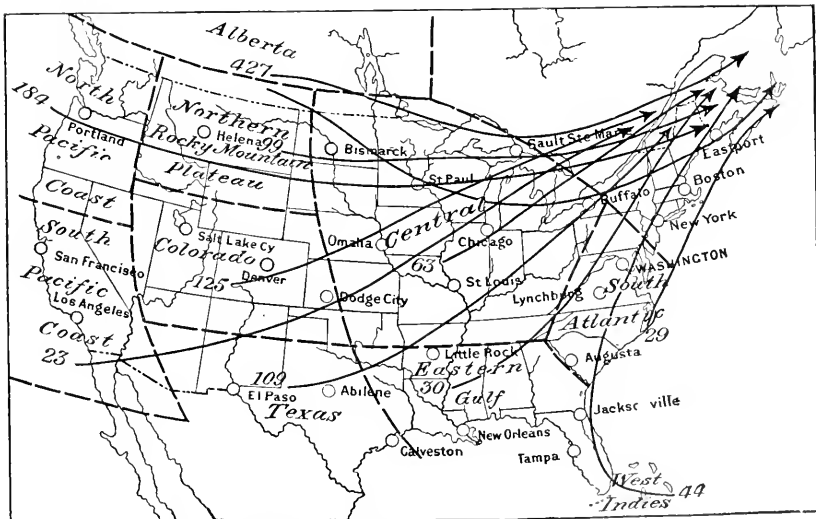 Alberta
427
North
184
Portland
Pacific
Coast
Northern
Helena 99
Rocky Mountain
Plateau
Bismarck
St Paul
Sault Ste Mar
Eastport
Boston
Buffalo
New York
South
San Francisco
Pacific
Los Angeles
Coast
23
Salt Lake Cy
Colorado
Denver
125
Omaha
Central
Chicago
63
St Louis
Dodge City
WASHINGTON
Lynchburg
South
Atlantic
29
Little Rock
Eastern
30
Gulf
Augusta
109
El Paso
Abilene
Texas
Jackso ville
New Orleans
Galveston
Tampa
West
Indies
44